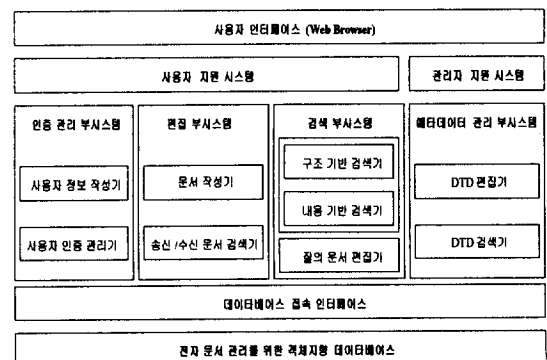 사용자 인터페이스 (Web Browser)
사용자 지원 시스템
관리자 지원 시스템
인증 관리 부시스템
편집 부시스템
검색 부시스템
메타데이터 관리 부시스템
사용자 정보 작성기
문서 작성기
구조 기반 검색기
DTD 편집기
내용 기반 검색기
사용자 인증 관리기
송신/수신 문서 검색기
질의 문서 편집기
DTD 검색기
데이타베이스 접속 인터페이스
전자 문서 관리를 위한 객체지향 데이타베이스